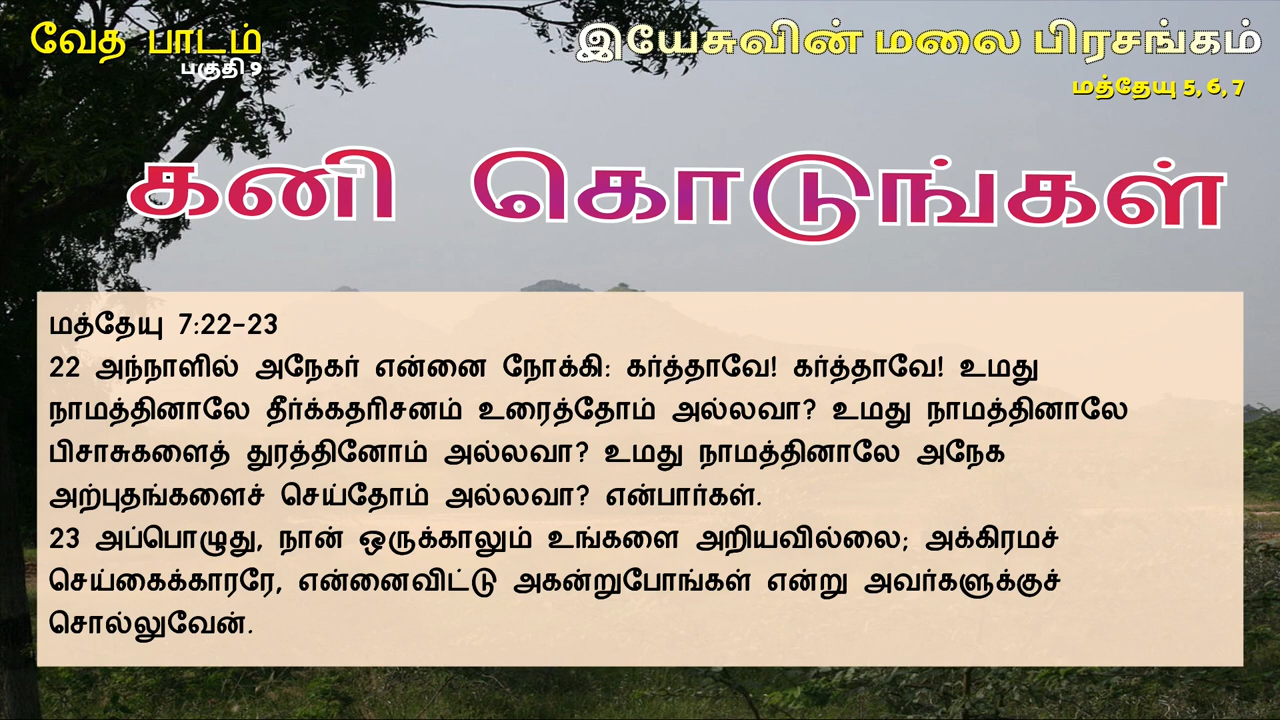 வேத பாடம்
பகுதி 9
இயேசுவின் மலை பிரசங்கம்
மத்தேயு 5, 6, 7
கனி கொடுங்கள்
மத்தேயு 7:22-23
22 அந்நாளில் அநேகர் என்னை நோக்கி: கர்த்தாவே! கர்த்தாவே! உமது
நாமத்தினாலே தீர்க்கதரிசனம் உரைத்தோம் அல்லவா? உமது நாமத்தினாலே
பிசாசுகளைத் துரத்தினோம் அல்லவா? உமது நாமத்தினாலே அநேக
அற்புதங்களைச் செய்தோம் அல்லவா? என்பார்கள்.
23 அப்பொழுது, நான் ஒருக்காலும் உங்களை அறியவில்லை; அக்கிரமச்
செய்கைக்காரரே, என்னைவிட்டு அகன்றுபோங்கள் என்று அவர்களுக்குச்
சொல்லுவேன்.